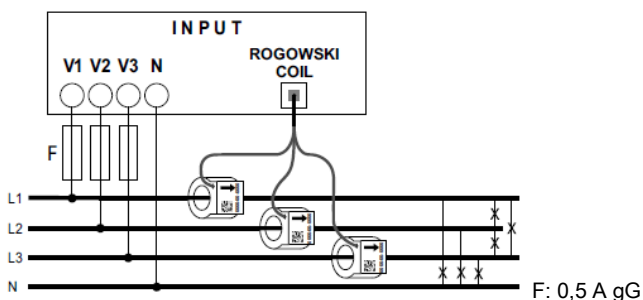 INPUT
ROGOWSKI
COIL
V1 V2 V3 N
F
L1
L2
L3
N
F: 0,5 A gG